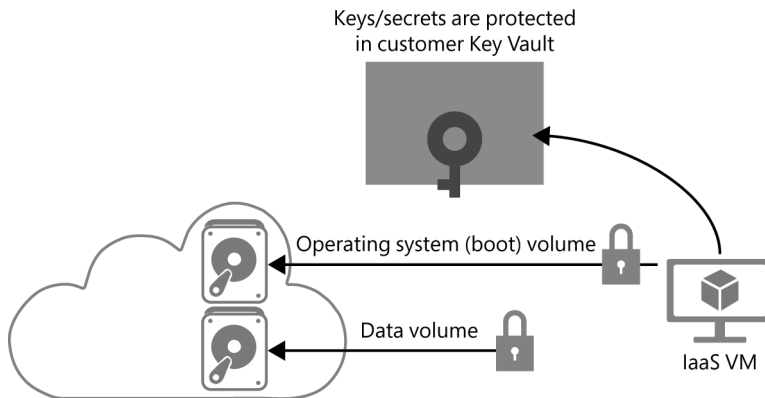 Keys/secrets are protected
in customer Key Vault
Operating system (boot) volume
Data volume
IaaS VM